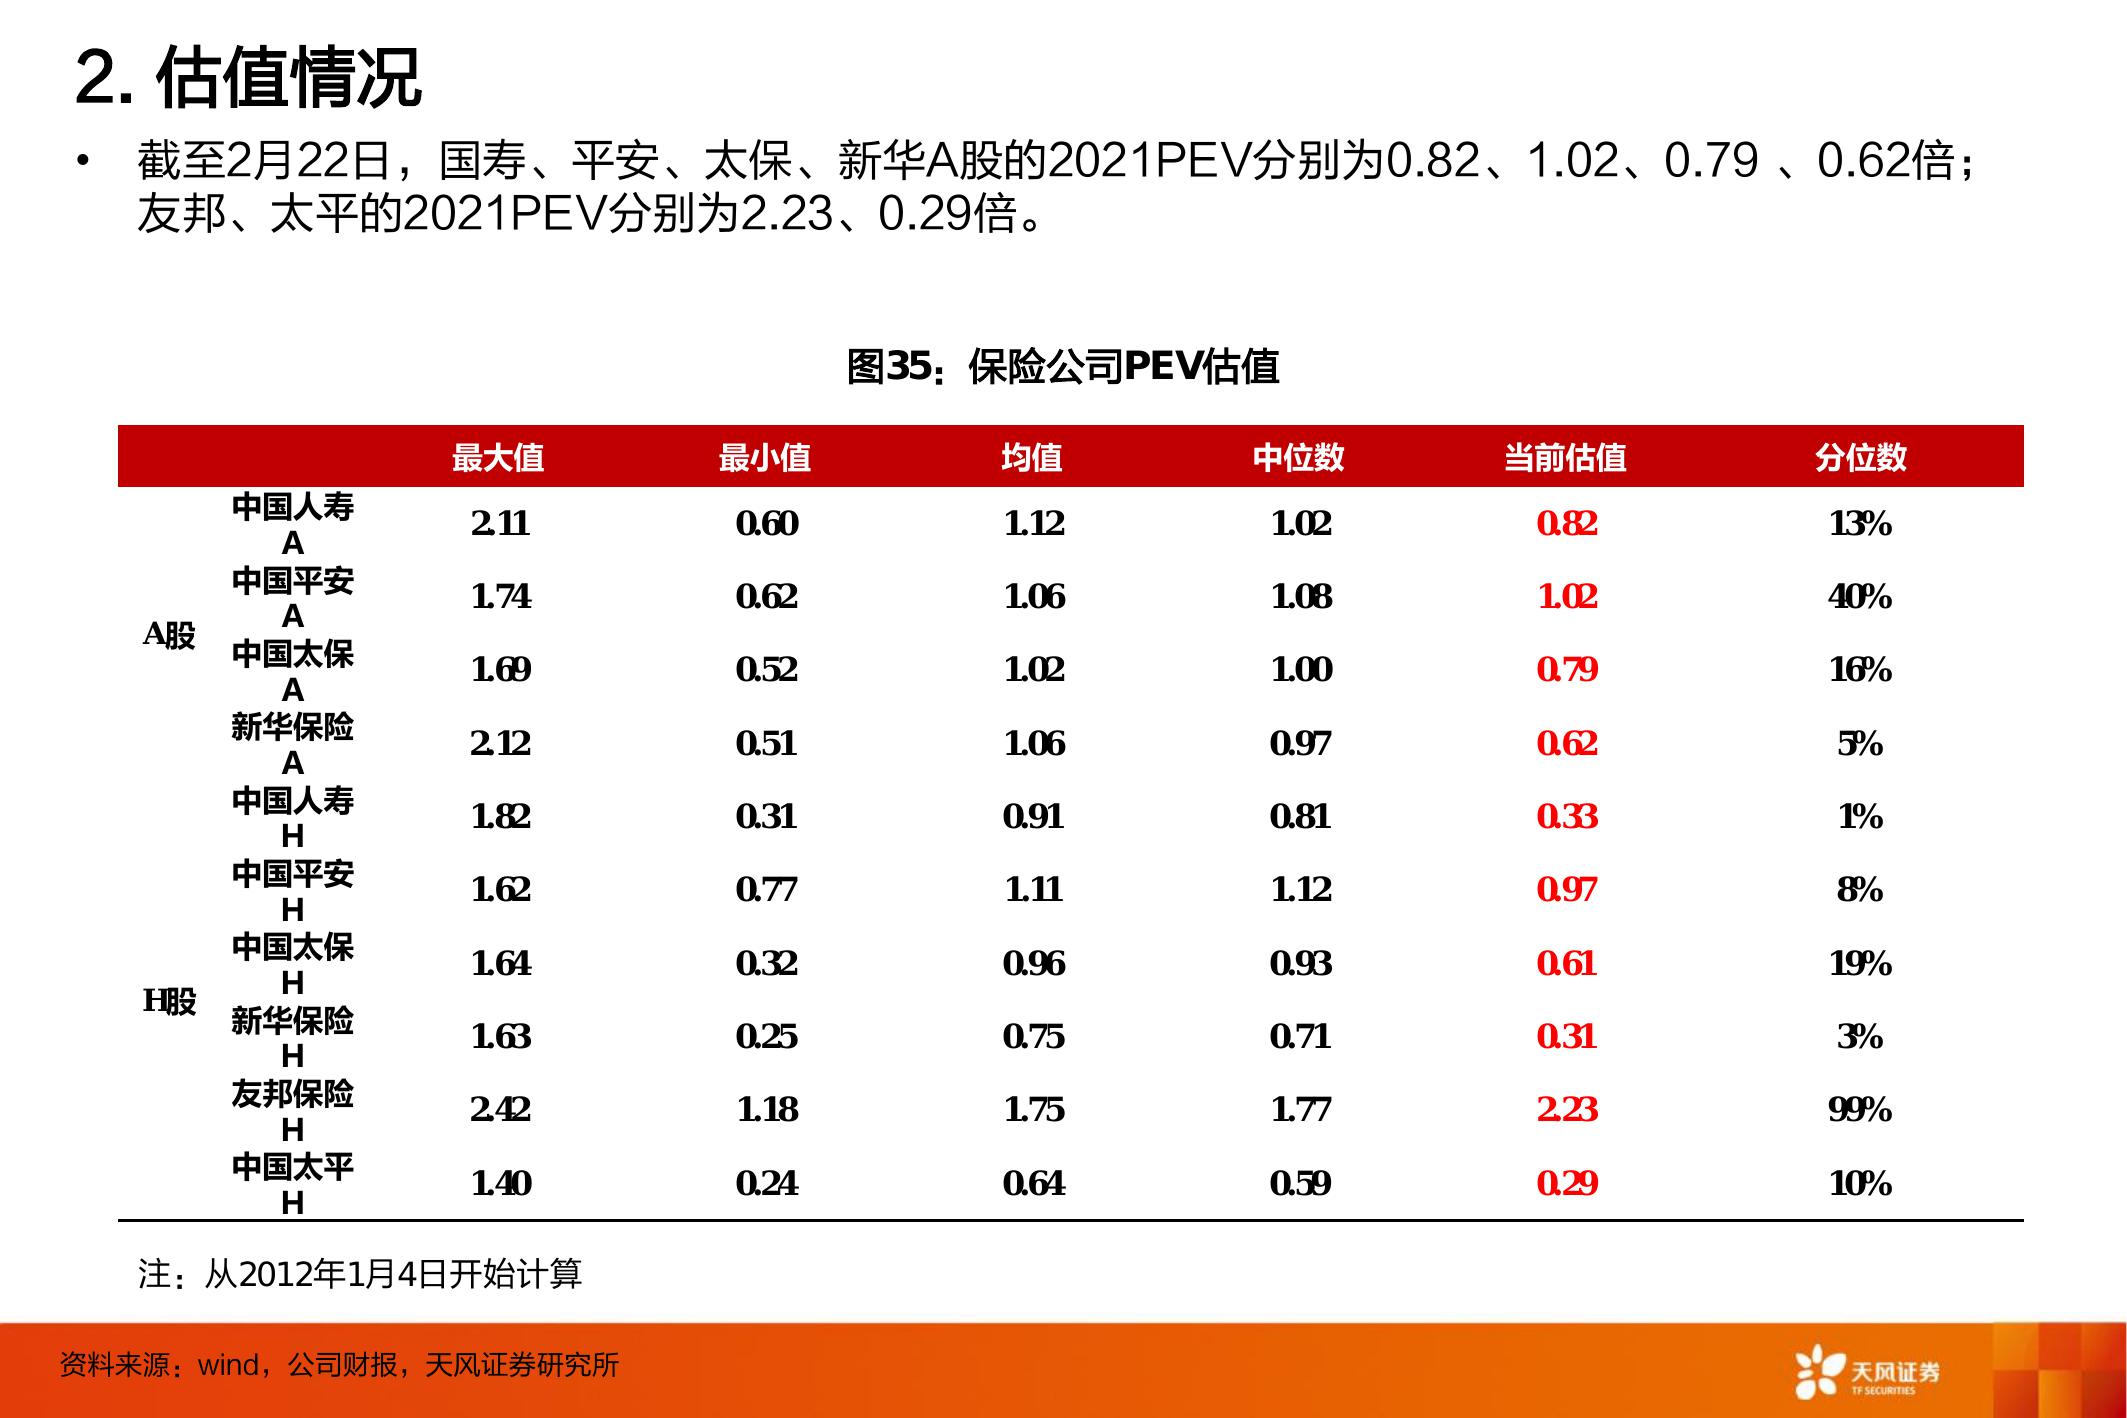 2. 估值情况
• 截至2月22日，国寿、平安、太保、新华A股的2021PEV分别为0.82、1.02、0.79 、0.62倍；
友邦、太平的2021PEV分别为2.23、0.29倍。
图35：保险公司PEV估值
最大值 最小值 均值 中位数 当前估值 分位数
A股
中国人寿
A 2.11 0.60 1.12 1.02 0.82 13%
中国平安
A 1.74 0.62 1.06 1.08 1.02 40%
中国太保
A 1.69 0.52 1.02 1.00 0.79 16%
新华保险
A 2.12 0.51 1.06 0.97 0.62 5%
H股
中国人寿
H 1.82 0.31 0.91 0.81 0.33 1%
中国平安
H 1.62 0.77 1.11 1.12 0.97 8%
中国太保
H 1.64 0.32 0.96 0.93 0.61 19%
新华保险
H 1.63 0.25 0.75 0.71 0.31 3%
友邦保险
H 2.42 1.18 1.75 1.77 2.23 99%
中国太平
H 1.40 0.24 0.64 0.59 0.29 10%
注：从2012年1月4日开始计算
资料来源：wind，公司财报，天风证券研究所
天风证券
TF SECURITIES